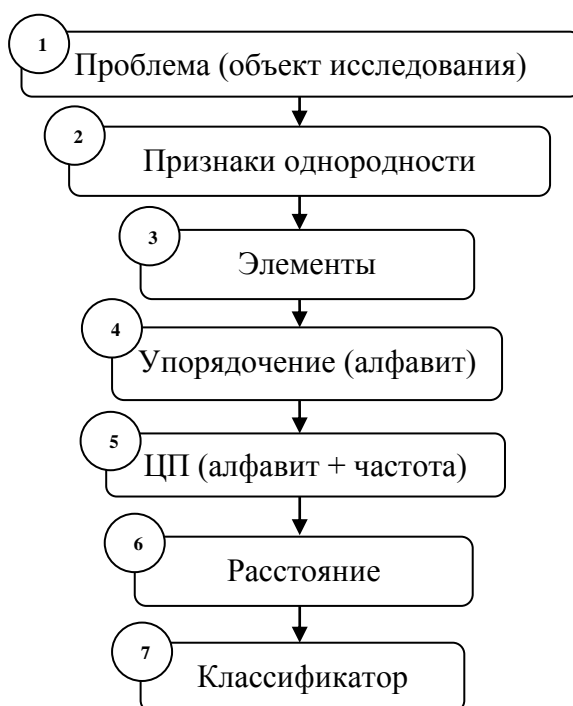 1
Проблема (объект исследования)
2
Признаки однородности
3
Элементы
4
Упорядочение (алфавит)
5
ЦП (алфавит + частота)
6
Расстояние
7
Классификатор